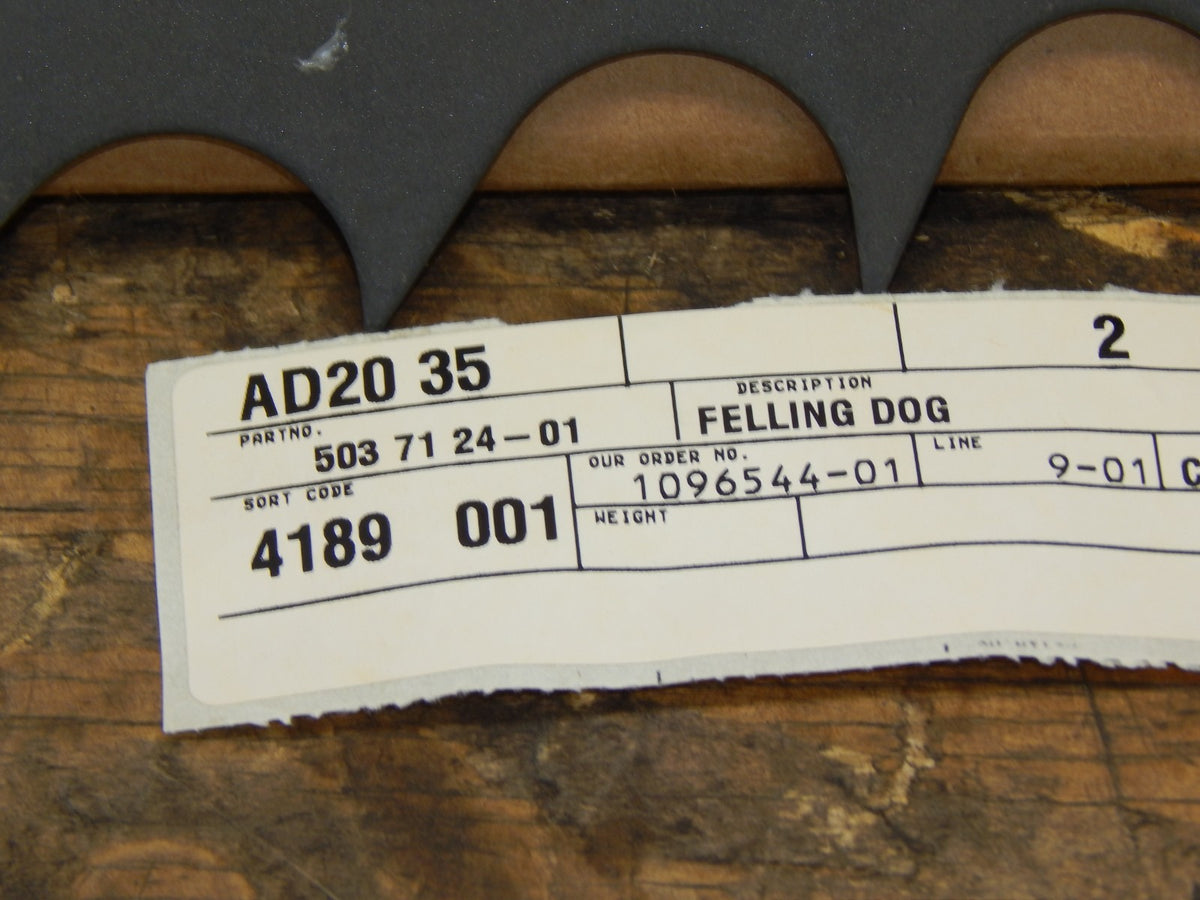 AD20 35 2
PARTNO. DESCRIPTION
503 71 24-01 FELLING DOG
SORT CODE OUR ORDER NO. LINE
4189 001 1096544-01 9-01 C
WEIGHT